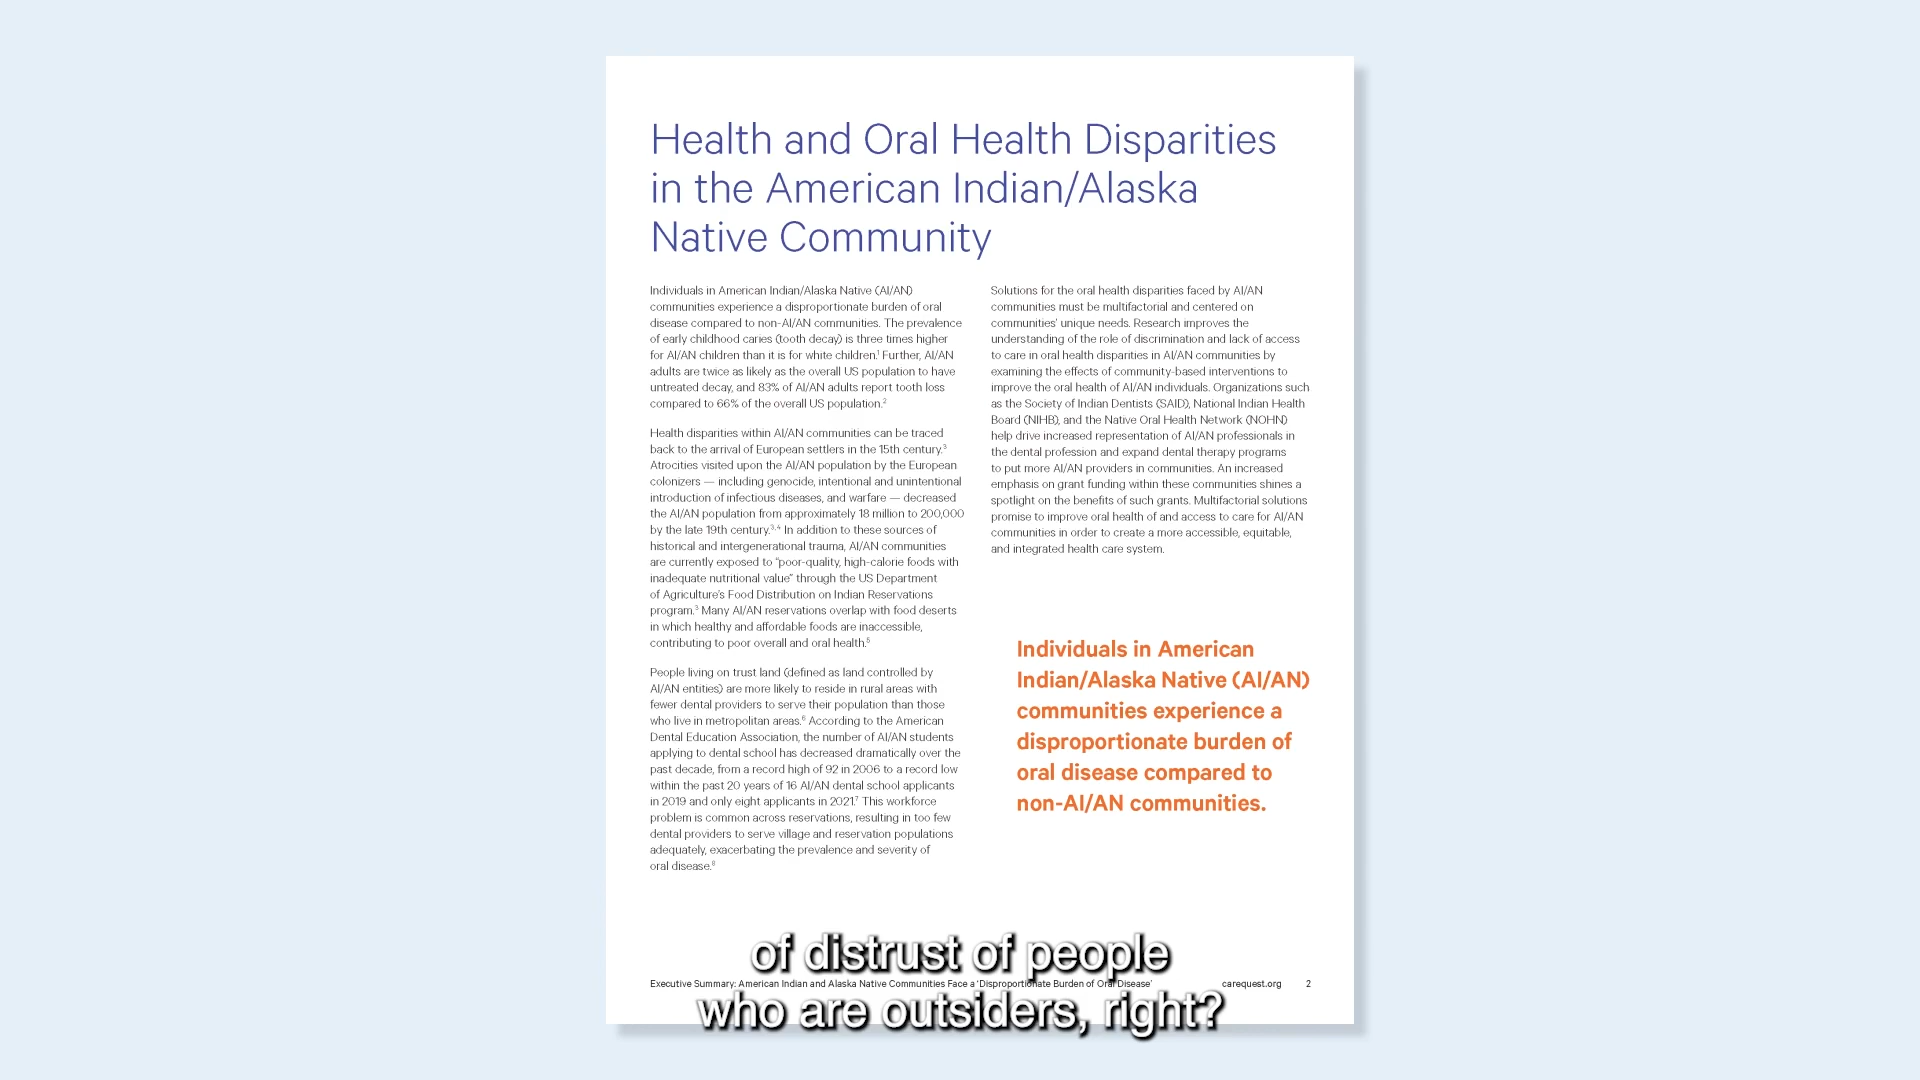 Health and Oral Health Disparities
in the American Indian/Alaska
Native Community
Individuals in American Indian/Alaska Native (AI/AN)
communities experience a disproportionate burden of oral
disease compared to non-AI/AN communities. The prevalence
of early childhood caries (tooth decay) is three times higher
for AI/AN children than it is for white children.1 Further, AI/AN
adults are twice as likely as the overall US population to have
untreated decay, and 83% of AI/AN adults report tooth loss
compared to 66% of the overall US population.2
Health disparities within AI/AN communities can be traced
back to the arrival of European settlers in the 15th century.3
Atrocities visited upon the AI/AN population by the European
colonizers — including genocide, intentional and unintentional
introduction of infectious diseases, and warfare — decreased
the AI/AN population from approximately 18 million to 200,000
by the late 19th century.3,4 In addition to these sources of
historical and intergenerational trauma, AI/AN communities
are currently exposed to “poor-quality, high-calorie foods with
inadequate nutritional value” through the US Department
of Agriculture's Food Distribution on Indian Reservations
program.3 Many AI/AN reservations overlap with food deserts
in which healthy and affordable foods are inaccessible,
contributing to poor overall and oral health.5
People living on trust land (defined as land controlled by
AI/AN entities) are more likely to reside in rural areas with
fewer dental providers to serve their population than those
who live in metropolitan areas.6 According to the American
Dental Education Association, the number of AI/AN students
applying to dental school has decreased dramatically over the
past decade, from a record high of 92 in 2006 to a record low
within the past 20 years of 16 AI/AN dental school applicants
in 2019 and only eight applicants in 2021.7 This workforce
problem is common across reservations, resulting in too few
dental providers to serve village and reservation populations
adequately, exacerbating the prevalence and severity of
oral disease.8
Solutions for the oral health disparities faced by AI/AN
communities must be multifactorial and centered on
communities' unique needs. Research improves the
understanding of the role of discrimination and lack of access
to care in oral health disparities in AI/AN communities by
examining the effects of community-based interventions to
improve the oral health of AI/AN individuals. Organizations such
as the Society of Indian Dentists (SAID), National Indian Health
Board (NIHB), and the Native Oral Health Network (NOHN)
help drive increased representation of AI/AN professionals in
the dental profession and expand dental therapy programs
to put more AI/AN providers in communities. An increased
emphasis on grant funding within these communities shines a
spotlight on the benefits of such grants. Multifactorial solutions
promise to improve oral health of and access to care for AI/AN
communities in order to create a more accessible, equitable,
and integrated health care system.
Individuals in American
Indian/Alaska Native (AI/AN)
communities experience a
disproportionate burden of
oral disease compared to
non-AI/AN communities.
of distrust of people
Executive Summary: American Indian and Alaska Native Communities Face a ‘Disproportionate Burden of Oral Disease’ carequest.org 2
who are outsiders, right?